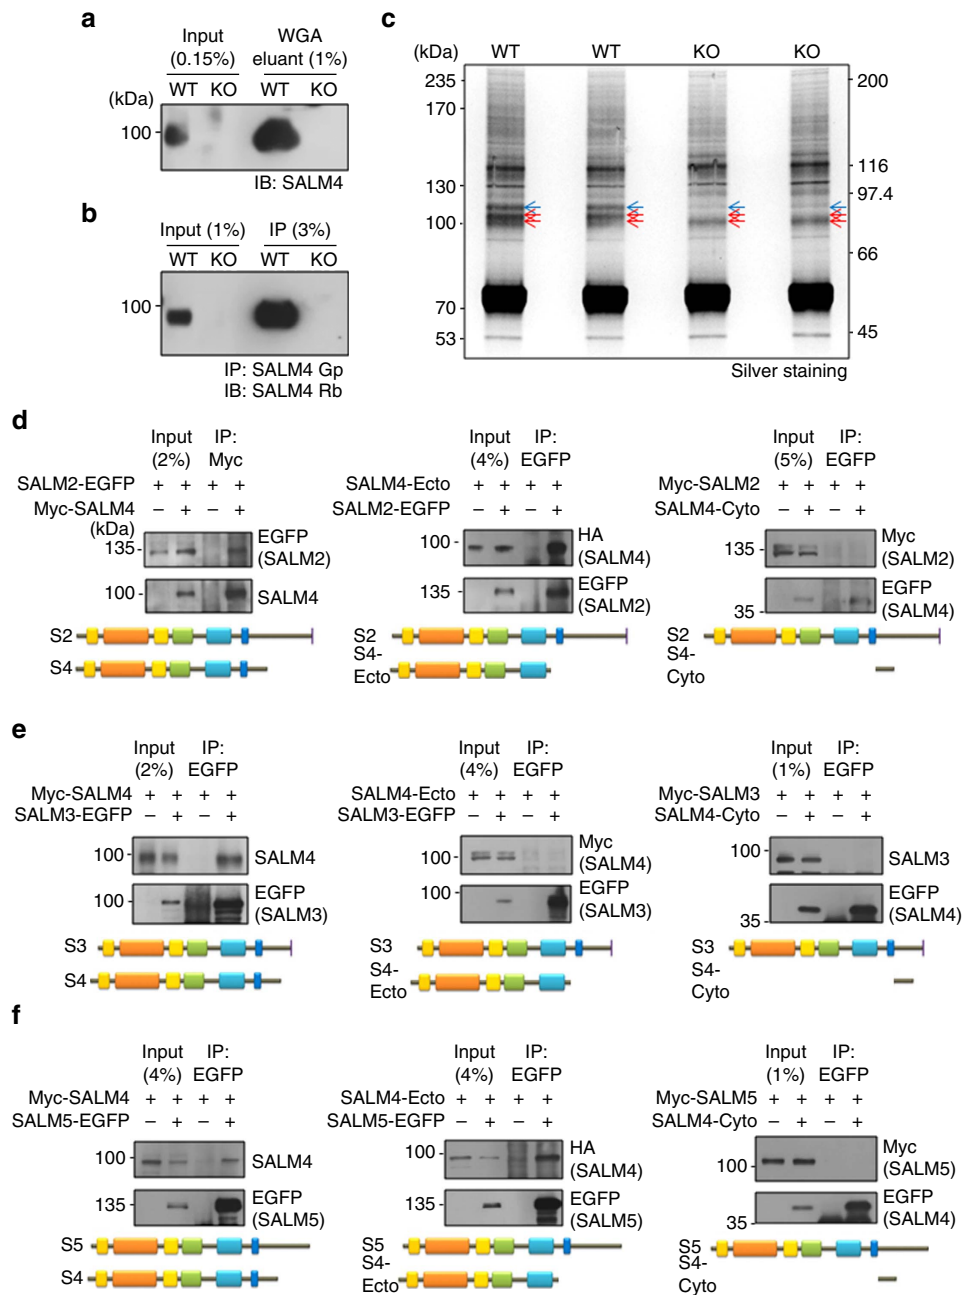 a
Input
(0.15%)
WGA
eluant (1%)
WT KO WT KO
(kDa)
100
IB: SALM4
b
Input (1%) IP (3%)
WT KO WT KO
100
IP: SALM4 Gp
IB: SALM4 Rb
c
(kDa) WT WT KO KO
235
170
130
100
70
53
200
116
97.4
66
45
Silver staining
d
Input
(2%)
IP:
Myc
SALM2-EGFP + + + +
Myc-SALM4 – + – +
(kDa)
135
EGFP
(SALM2)
100
SALM4
S2
S4
Input
(4%)
IP:
EGFP
SALM4-Ecto + + + +
SALM2-EGFP – + – +
100
HA
(SALM4)
135
EGFP
(SALM2)
S2
S4-
Ecto
Input
(5%)
IP:
EGFP
Myc-SALM2 + + + +
SALM4-Cyto – + – +
135
Myc
(SALM2)
35
EGFP
(SALM4)
S2
S4-
Cyto
e
Input
(2%)
IP:
EGFP
Myc-SALM4 + + + +
SALM3-EGFP – + – +
100
SALM4
100
EGFP
(SALM3)
S3
S4
Input
(4%)
IP:
EGFP
SALM4-Ecto + + + +
SALM3-EGFP – + – +
100
Myc
(SALM4)
100
EGFP
(SALM3)
S3
S4-
Ecto
Input
(1%)
IP:
EGFP
Myc-SALM3 + + + +
SALM4-Cyto – + – +
100
SALM3
35
EGFP
(SALM4)
S3
S4-
Cyto
f
Input
(4%)
IP:
EGFP
Myc-SALM4 + + + +
SALM5-EGFP – + – +
100
SALM4
135
EGFP
(SALM5)
S5
S4
Input
(4%)
IP:
EGFP
SALM4-Ecto + + + +
SALM5-EGFP – + – +
100
HA
(SALM4)
135
EGFP
(SALM5)
S5
S4-
Ecto
Input
(1%)
IP:
EGFP
Myc-SALM5 + + + +
SALM4-Cyto – + – +
100
Myc
(SALM5)
35
EGFP
(SALM4)
S5
S4-
Cyto